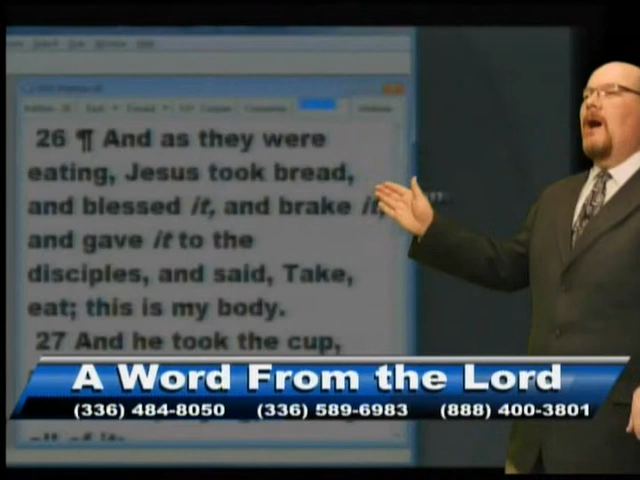 26 ¶ And as they were
eating, Jesus took bread,
and blessed it, and brake it,
and gave it to the
disciples, and said, Take,
eat; this is my body.
27 And he took the cup,
A Word From the Lord
(336) 484-8050 (336) 589-6983 (888) 400-3801